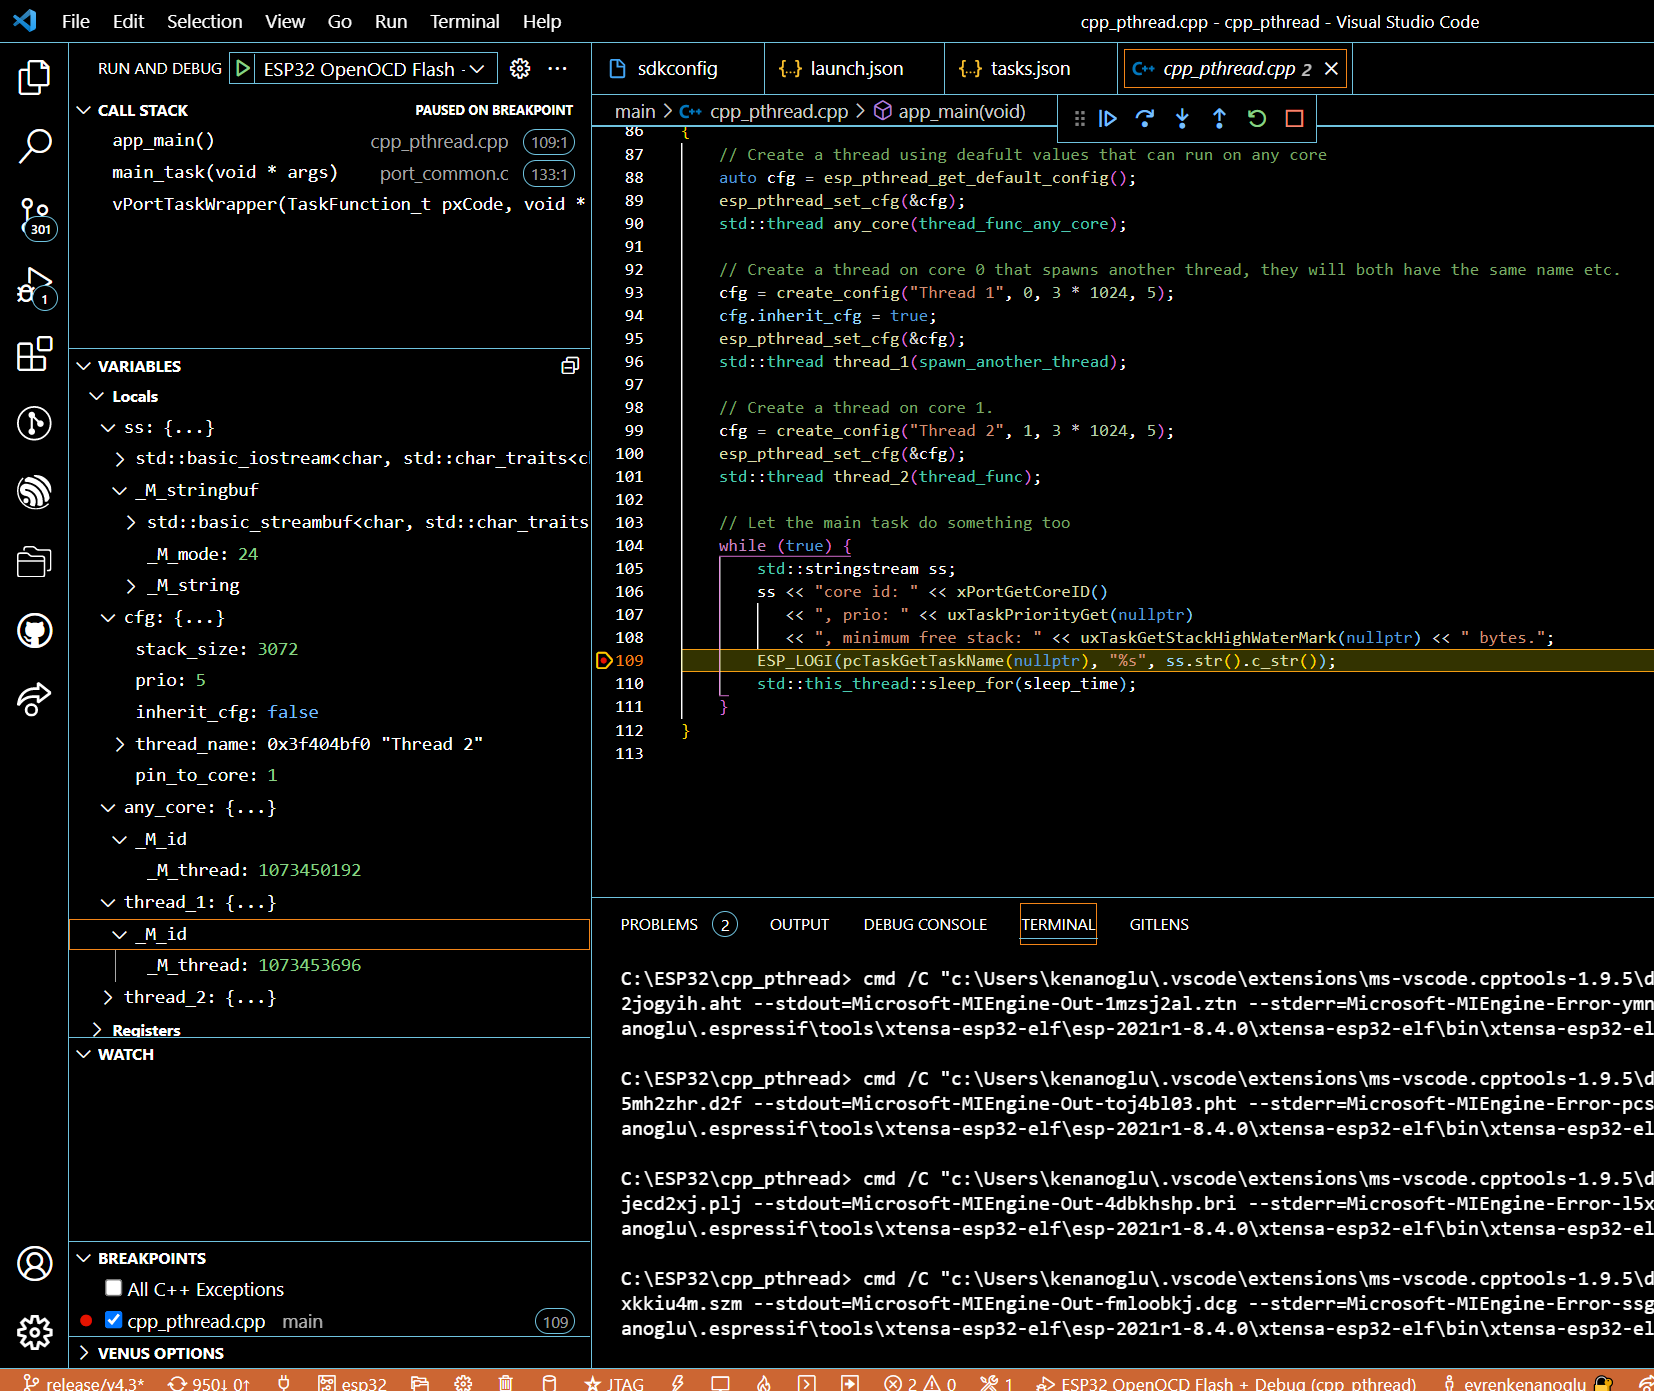 File Edit Selection View Go Run Terminal Help
cpp_pthread.cpp - cpp_pthread - Visual Studio Code
RUN AND DEBUG ESP32 OpenOCD Flash -
CALL STACK PAUSED ON BREAKPOINT
app_main() cpp_pthread.cpp 109:1
main_task(void * args) port_common.c 133:1
vPortTaskWrapper(TaskFunction_t pxCode, void *
301
1
VARIABLES
Locals
ss: {...}
std::basic_iostream<char, std::char_traits<c
_M_stringbuf
std::basic_streambuf<char, std::char_traits
_M_mode: 24
_M_string
cfg: {...}
stack_size: 3072
prio: 5
inherit_cfg: false
thread_name: 0x3f404bf0 "Thread 2"
pin_to_core: 1
any_core: {...}
_M_id
_M_thread: 1073450192
thread_1: {...}
_M_id
_M_thread: 1073453696
thread_2: {...}
Registers
WATCH
BREAKPOINTS
All C++ Exceptions
cpp_pthread.cpp main 109
VENUS OPTIONS
sdkconfig {..} launch.json {..} tasks.json C++ cpp_pthread.cpp 2
main > C++ cpp_pthread.cpp > app_main(void)
86 {
87 // Create a thread using deafult values that can run on any core
88 auto cfg = esp_pthread_get_default_config();
89 esp_pthread_set_cfg(&cfg);
90 std::thread any_core(thread_func_any_core);
91
92 // Create a thread on core 0 that spawns another thread, they will both have the same name etc.
93 cfg = create_config("Thread 1", 0, 3 * 1024, 5);
94 cfg.inherit_cfg = true;
95 esp_pthread_set_cfg(&cfg);
96 std::thread thread_1(spawn_another_thread);
97
98 // Create a thread on core 1.
99 cfg = create_config("Thread 2", 1, 3 * 1024, 5);
100 esp_pthread_set_cfg(&cfg);
101 std::thread thread_2(thread_func);
102
103 // Let the main task do something too
104 while (true) {
105 std::stringstream ss;
106 ss << "core id: " << xPortGetCoreID()
107 << ", prio: " << uxTaskPriorityGet(nullptr)
108 << ", minimum free stack: " << uxTaskGetStackHighWaterMark(nullptr) << " bytes.";
109 ESP_LOGI(pcTaskGetTaskName(nullptr), "%s", ss.str().c_str());
110 std::this_thread::sleep_for(sleep_time);
111 }
112 }
113
PROBLEMS 2 OUTPUT DEBUG CONSOLE TERMINAL GITLENS
C:\ESP32\cpp_pthread> cmd /C "c:\Users\kenanoglu\.vscode\extensions\ms-vscode.cpptools-1.9.5\d
2jogyih.aht --stdout=Microsoft-MIEngine-Out-1mzsj2al.ztn --stderr=Microsoft-MIEngine-Error-ymn
anoglu\.espressif\tools\xtensa-esp32-elf\esp-2021r1-8.4.0\xtensa-esp32-elf\bin\xtensa-esp32-el
C:\ESP32\cpp_pthread> cmd /C "c:\Users\kenanoglu\.vscode\extensions\ms-vscode.cpptools-1.9.5\d
5mh2zhr.d2f --stdout=Microsoft-MIEngine-Out-toj4bl03.pht --stderr=Microsoft-MIEngine-Error-pcs
anoglu\.espressif\tools\xtensa-esp32-elf\esp-2021r1-8.4.0\xtensa-esp32-elf\bin\xtensa-esp32-el
C:\ESP32\cpp_pthread> cmd /C "c:\Users\kenanoglu\.vscode\extensions\ms-vscode.cpptools-1.9.5\d
jecd2xj.plj --stdout=Microsoft-MIEngine-Out-4dbkhshp.bri --stderr=Microsoft-MIEngine-Error-l5x
anoglu\.espressif\tools\xtensa-esp32-elf\esp-2021r1-8.4.0\xtensa-esp32-elf\bin\xtensa-esp32-el
C:\ESP32\cpp_pthread> cmd /C "c:\Users\kenanoglu\.vscode\extensions\ms-vscode.cpptools-1.9.5\d
xkkiu4m.szm --stdout=Microsoft-MIEngine-Out-fmloobkj.dcg --stderr=Microsoft-MIEngine-Error-ssg
anoglu\.espressif\tools\xtensa-esp32-elf\esp-2021r1-8.4.0\xtensa-esp32-elf\bin\xtensa-esp32-el
release/v4.3* 950↓ 0↑ esp32 JTAG 2 0 1 ESP32 OpenOCD Flash + Debug (cpp_pthread) evrenkenanoglu